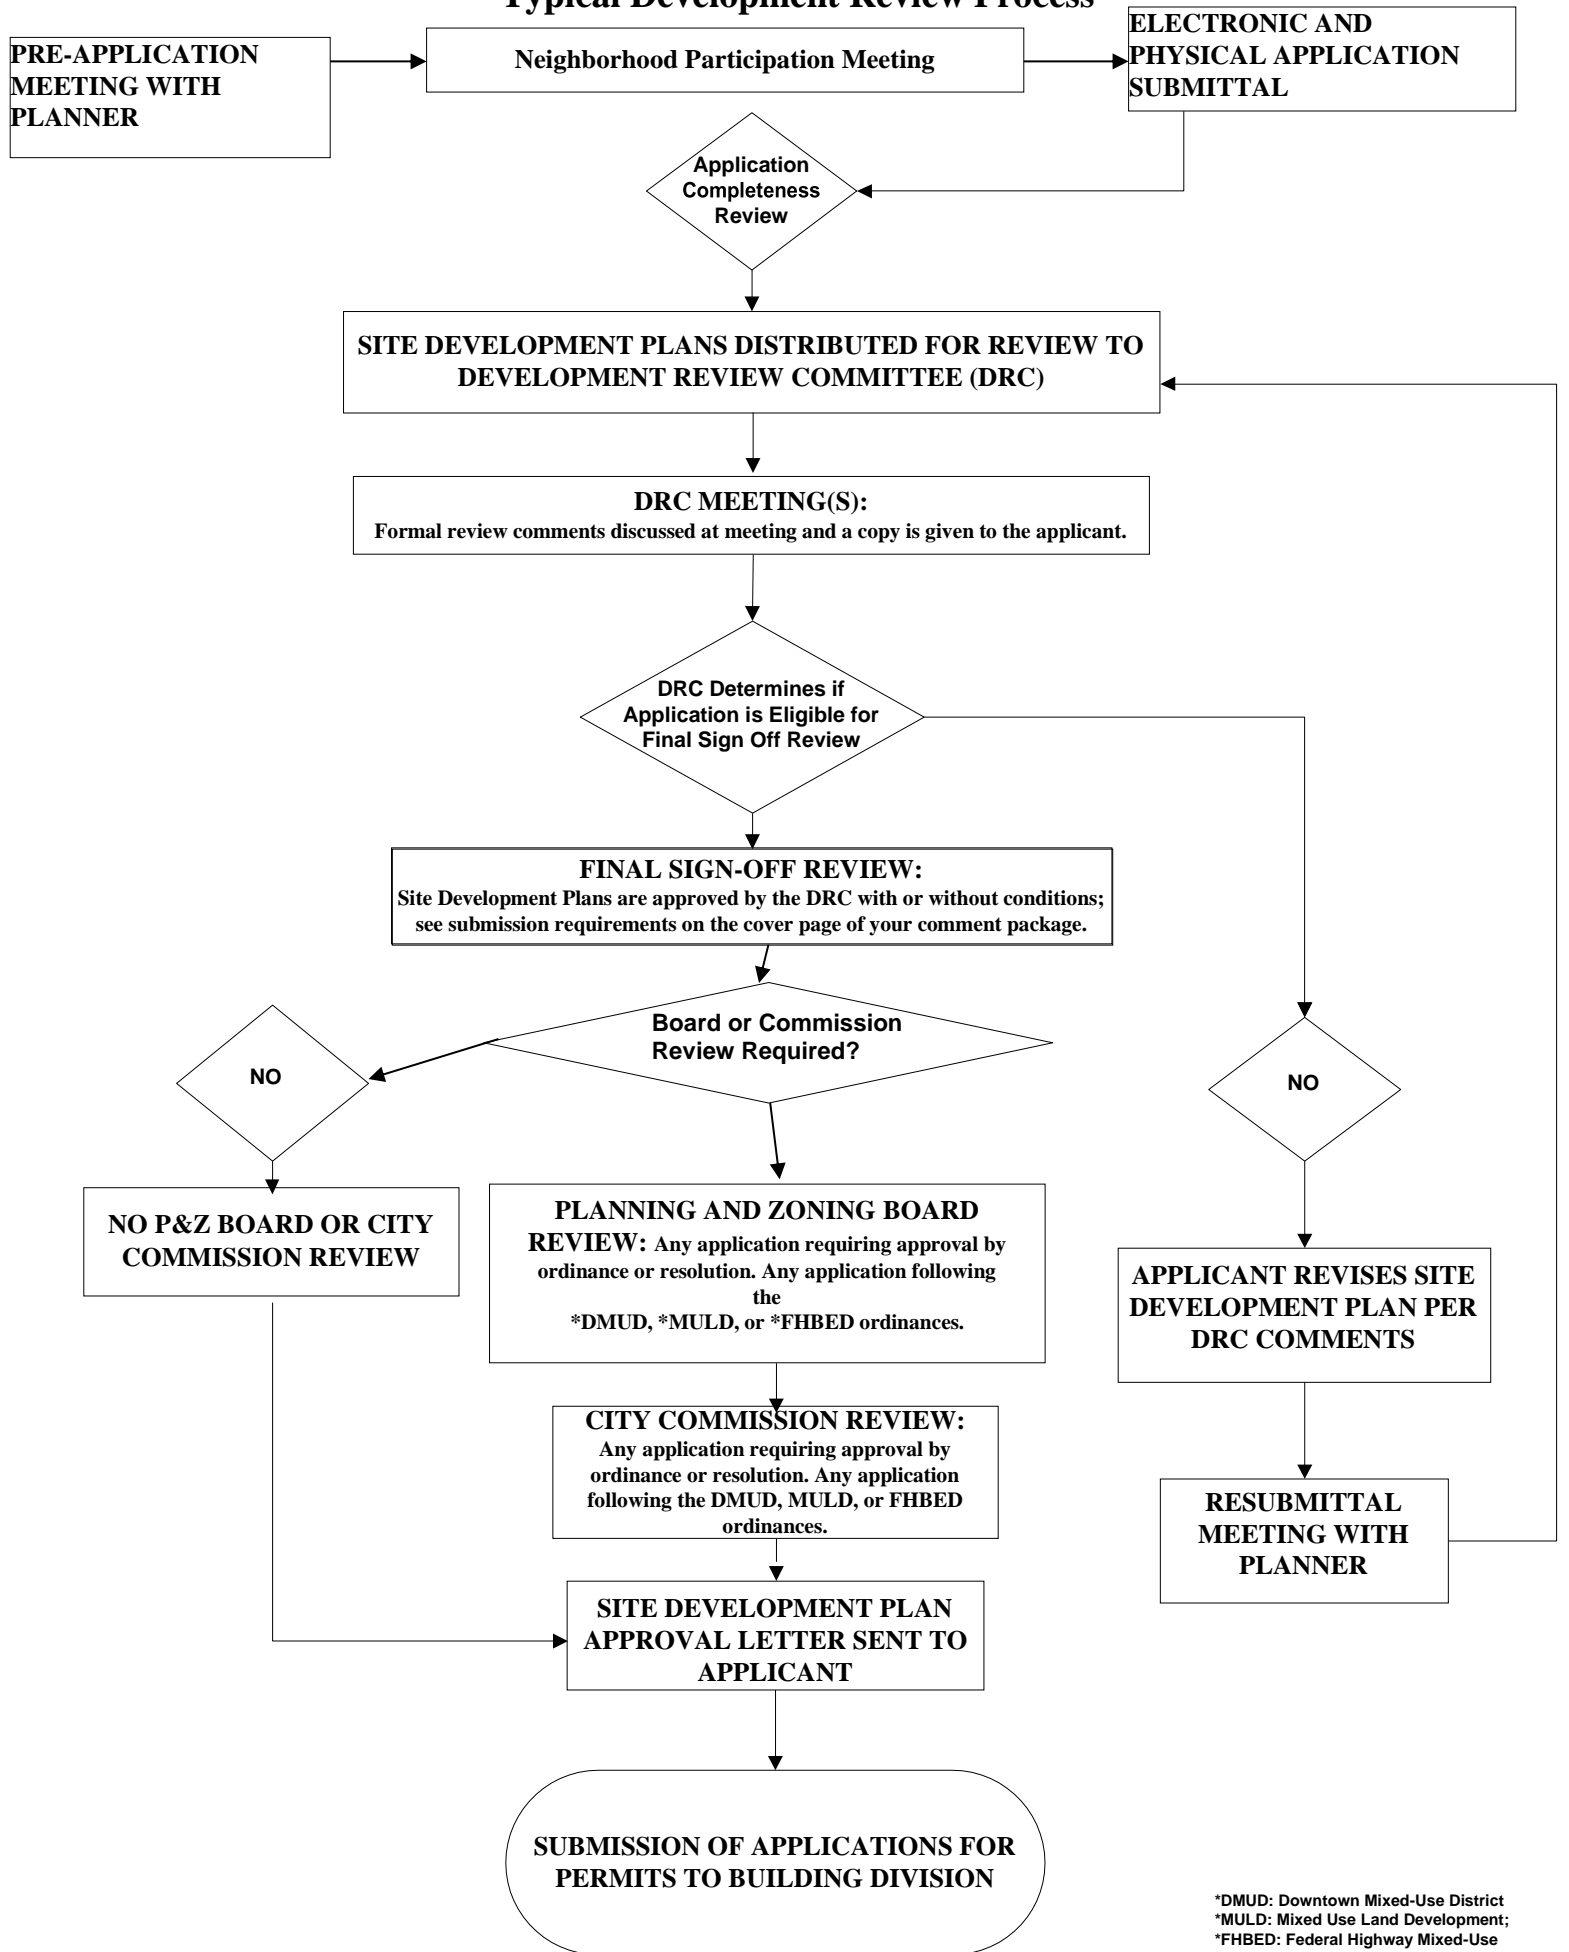 Typical Development Review Process
PRE-APPLICATION
MEETING WITH
PLANNER
Neighborhood Participation Meeting
ELECTRONIC AND
PHYSICAL APPLICATION
SUBMITTAL
Application
Completeness
Review
SITE DEVELOPMENT PLANS DISTRIBUTED FOR REVIEW TO
DEVELOPMENT REVIEW COMMITTEE (DRC)
DRC MEETING(S):
Formal review comments discussed at meeting and a copy is given to the applicant.
DRC Determines if
Application is Eligible for
Final Sign Off Review
FINAL SIGN-OFF REVIEW:
Site Development Plans are approved by the DRC with or without conditions;
see submission requirements on the cover page of your comment package.
Board or Commission
Review Required?
NO
NO
NO P&Z BOARD OR CITY
COMMISSION REVIEW
PLANNING AND ZONING BOARD
REVIEW: Any application requiring approval by
ordinance or resolution. Any application following
the
*DMUD, *MULD, or *FHBED ordinances.
APPLICANT REVISES SITE
DEVELOPMENT PLAN PER
DRC COMMENTS
CITY COMMISSION REVIEW:
Any application requiring approval by
ordinance or resolution. Any application
following the DMUD, MULD, or FHBED
ordinances.
RESUBMITTAL
MEETING WITH
PLANNER
SITE DEVELOPMENT PLAN
APPROVAL LETTER SENT TO
APPLICANT
SUBMISSION OF APPLICATIONS FOR
PERMITS TO BUILDING DIVISION
*DMUD: Downtown Mixed-Use District
*MULD: Mixed Use Land Development;
*FHBED: Federal Highway Mixed-Use